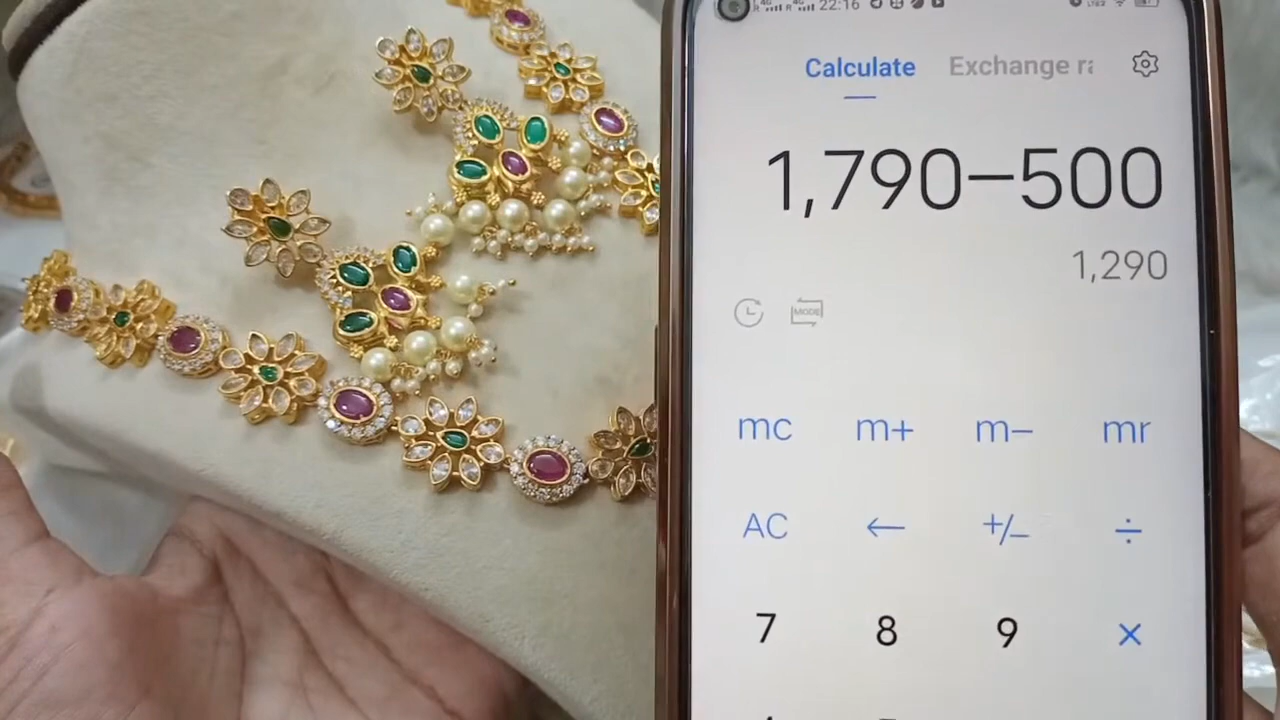 22:16
Calculate Exchange ra
1,790−500
1,290
MODE
mc m+ m− mr
AC ← +/− ÷
7 8 9 ×